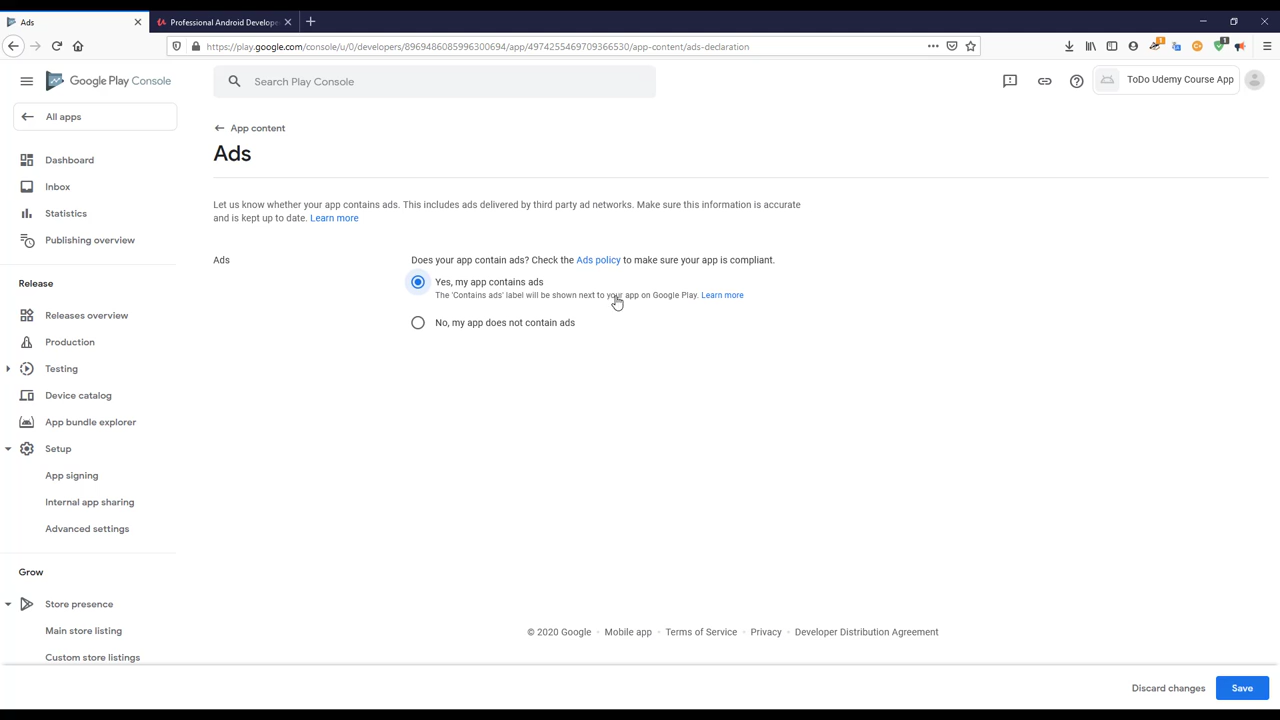 Ads
Professional Android Develope
https://play.google.com/console/u/0/developers/8969486085996300694/app/4974255469709366530/app-content/ads-declaration
1
1
Google Play Console
Search Play Console
ToDo Udemy Course App
All apps
Dashboard
Inbox
Statistics
Publishing overview
Release
Releases overview
Production
Testing
Device catalog
App bundle explorer
Setup
App signing
Internal app sharing
Advanced settings
Grow
Store presence
Main store listing
Custom store listings
App content
Ads
Let us know whether your app contains ads. This includes ads delivered by third party ad networks. Make sure this information is accurate
and is kept up to date. Learn more
Ads
Does your app contain ads? Check the Ads policy to make sure your app is compliant.
Yes, my app contains ads
The 'Contains ads' label will be shown next to your app on Google Play. Learn more
No, my app does not contain ads
© 2020 Google · Mobile app · Terms of Service · Privacy · Developer Distribution Agreement
Discard changes
Save